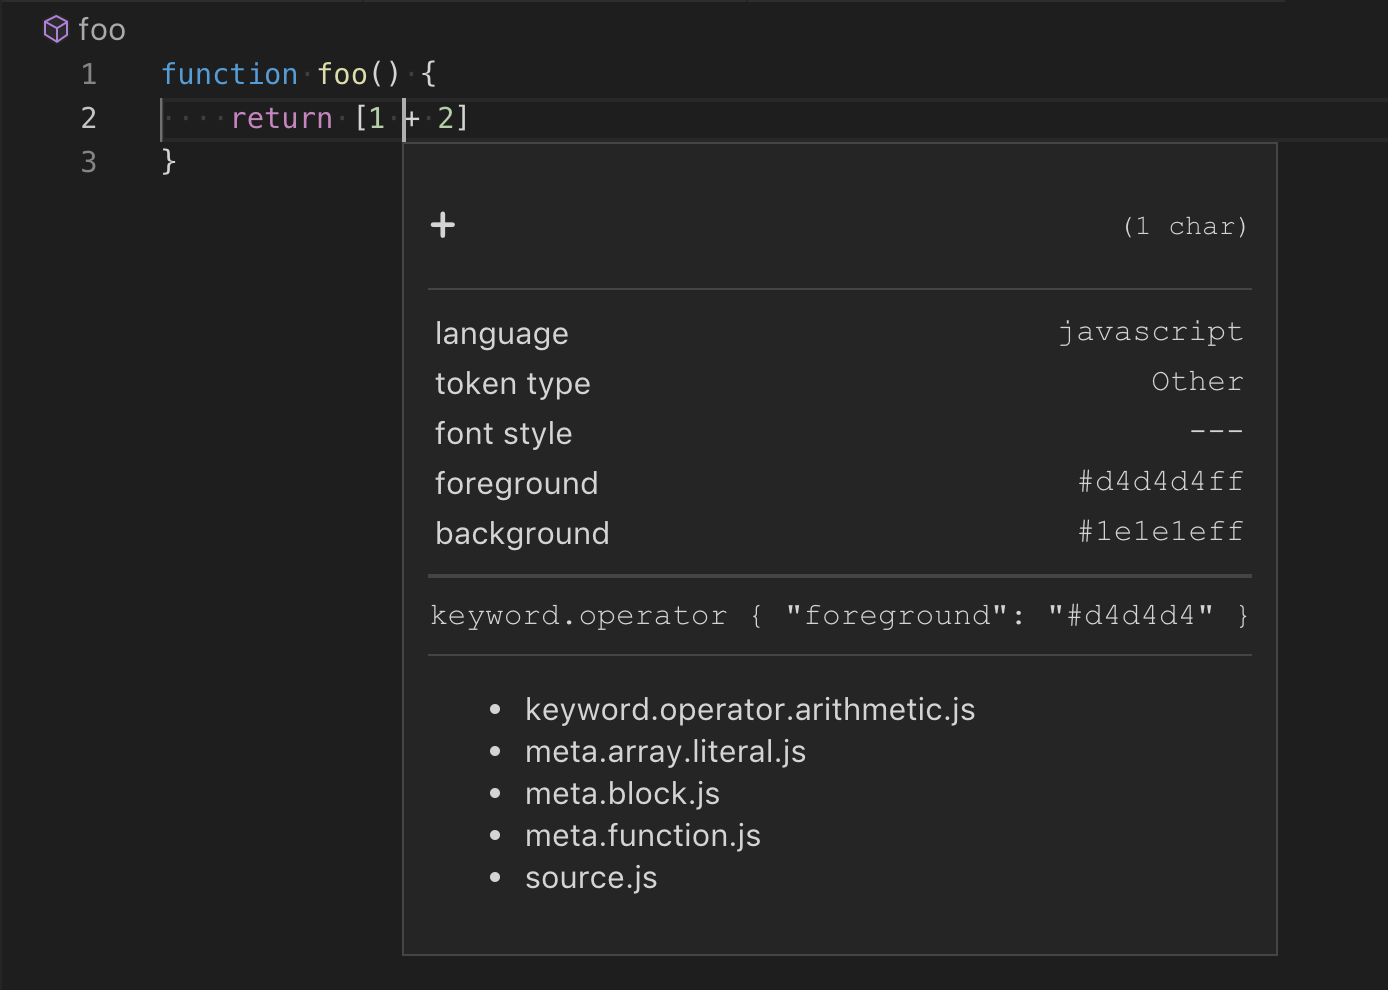 foo
1 function foo() {
2     return [1 + 2]
3 }
+ (1 char)
language javascript
token type Other
font style ---
foreground #d4d4d4ff
background #1e1e1eff
keyword.operator { "foreground": "#d4d4d4" }
• keyword.operator.arithmetic.js
• meta.array.literal.js
• meta.block.js
• meta.function.js
• source.js